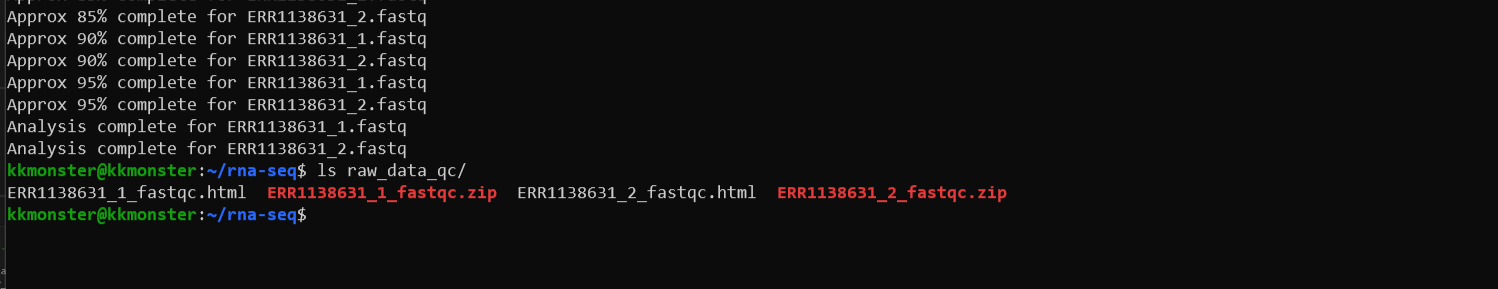 Approx 85% complete for ERR1138631_2.fastq
Approx 90% complete for ERR1138631_1.fastq
Approx 90% complete for ERR1138631_2.fastq
Approx 95% complete for ERR1138631_1.fastq
Approx 95% complete for ERR1138631_2.fastq
Analysis complete for ERR1138631_1.fastq
Analysis complete for ERR1138631_2.fastq
kkmonster@kkmonster:~/rna-seq$ ls raw_data_qc/
ERR1138631_1_fastqc.html  ERR1138631_1_fastqc.zip  ERR1138631_2_fastqc.html  ERR1138631_2_fastqc.zip
kkmonster@kkmonster:~/rna-seq$